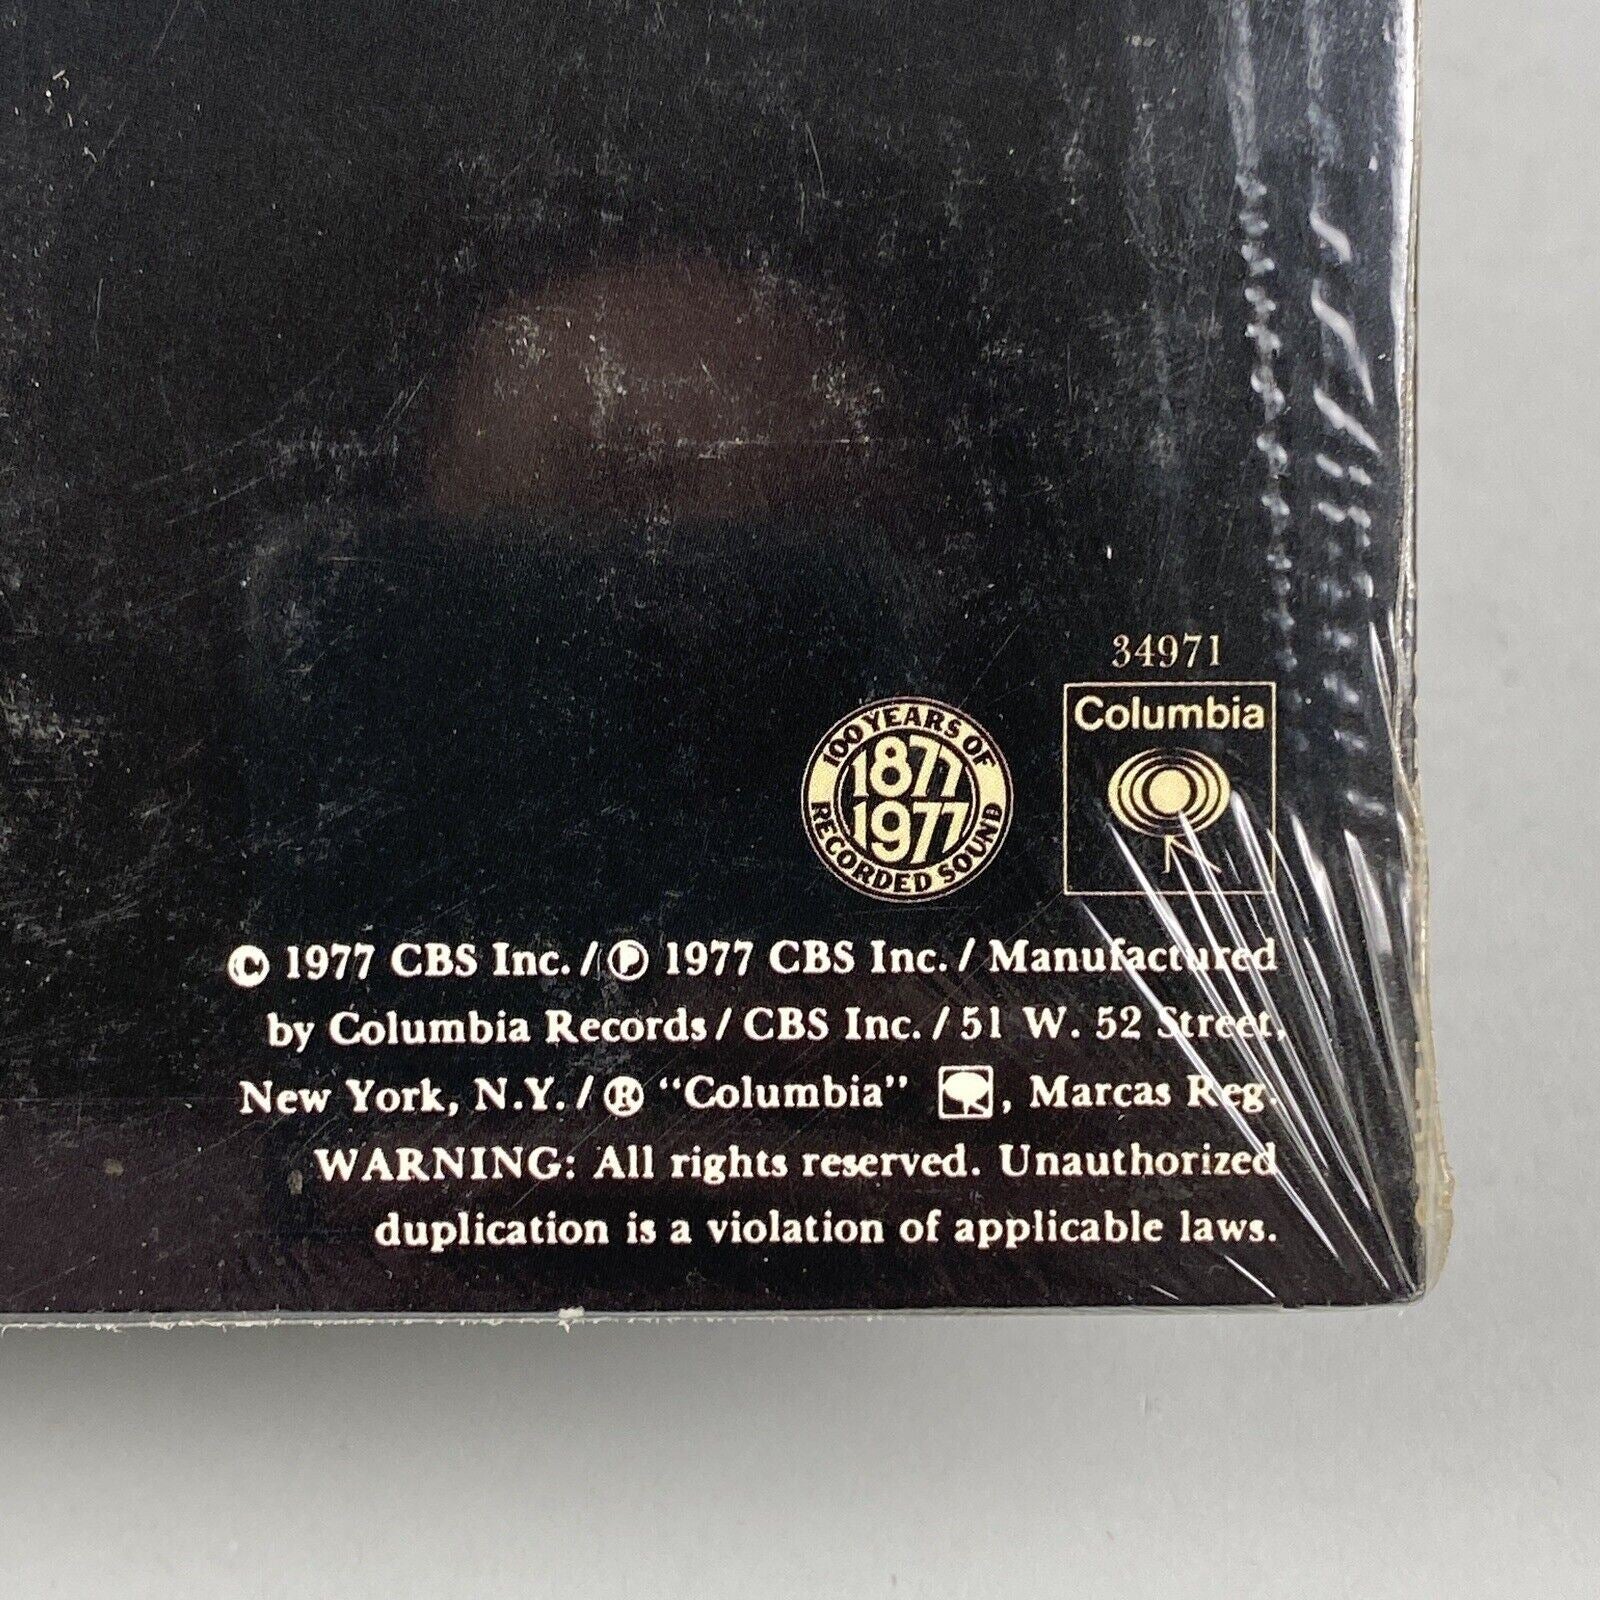 34971
Columbia
100 YEARS OF
1877
1977
RECORDED SOUND
© 1977 CBS Inc. / ℗ 1977 CBS Inc. / Manufactured
by Columbia Records / CBS Inc. / 51 W. 52 Street,
New York, N.Y. / ® “Columbia” , Marcas Reg.
WARNING: All rights reserved. Unauthorized
duplication is a violation of applicable laws.